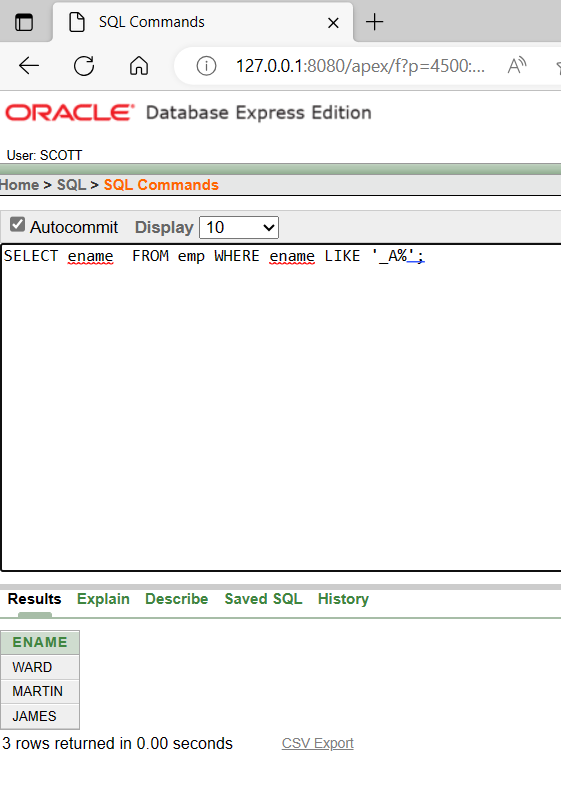 SQL Commands
127.0.0.1:8080/apex/f?p=4500:...
ORACLE Database Express Edition
User: SCOTT
Home > SQL > SQL Commands
Autocommit Display 10
SELECT ename  FROM emp WHERE ename LIKE '_A%';
Results Explain Describe Saved SQL History
ENAME
WARD
MARTIN
JAMES
3 rows returned in 0.00 seconds CSV Export